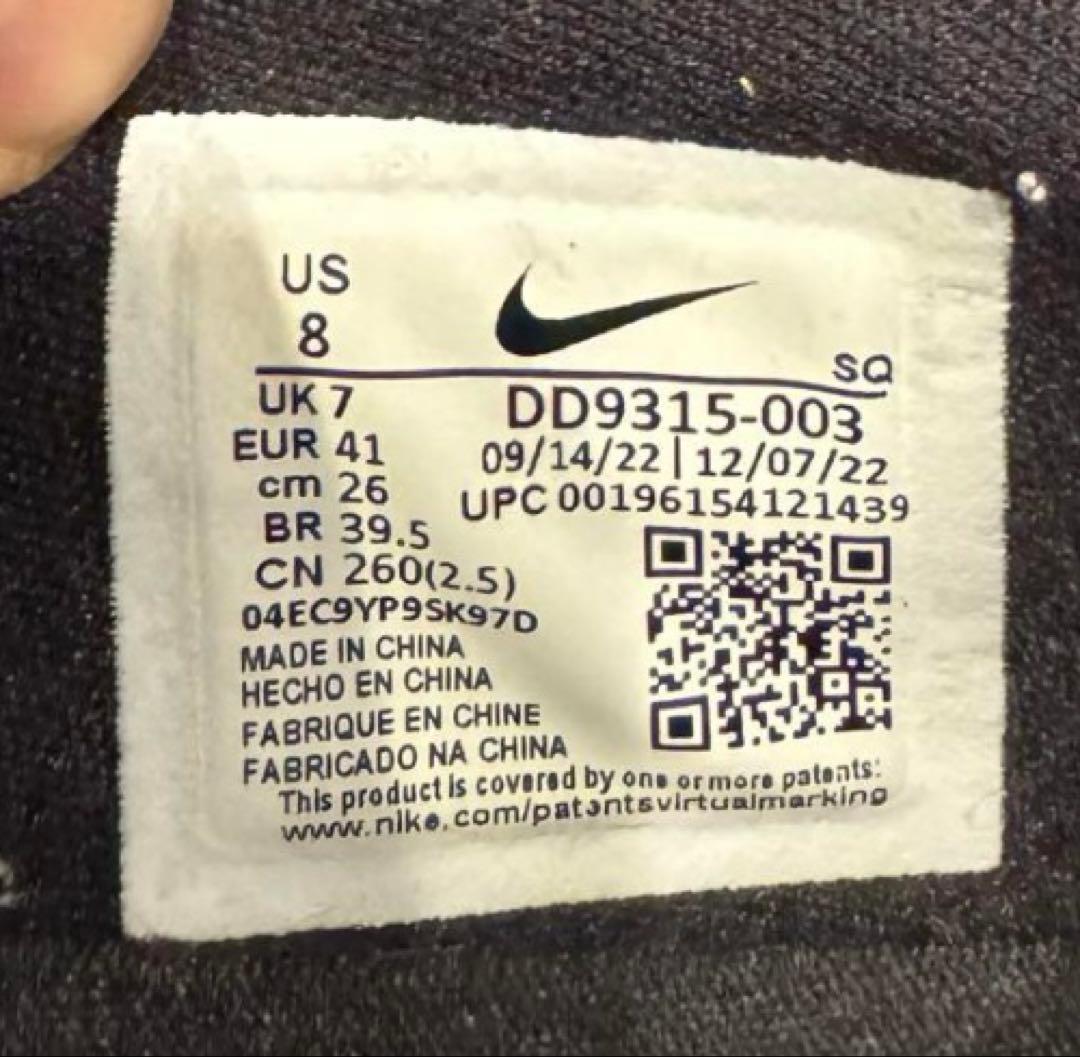 US
8
SQ
UK 7
DD9315-003
EUR 41
09/14/22 | 12/07/22
cm 26
UPC 00196154121439
BR 39.5
CN 260(2.5)
04EC9YP9SK97D
MADE IN CHINA
HECHO EN CHINA
FABRIQUE EN CHINE
FABRICADO NA CHINA
This product is covered by one or more patents:
www.nike.com/patentsvirtualmarking